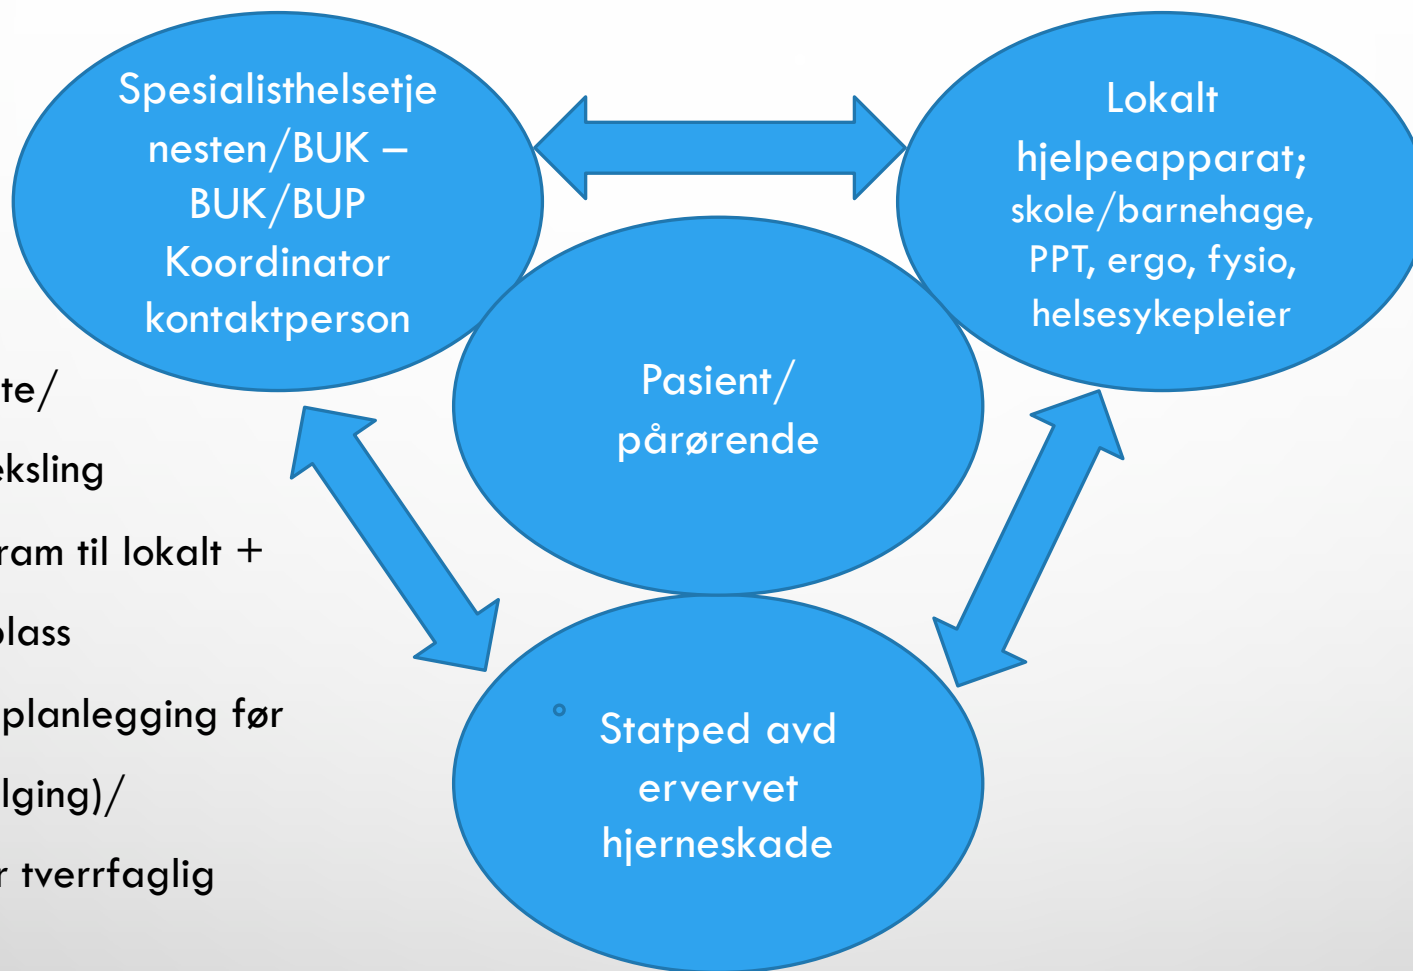 Spesialisthelsetje
nesten/BUK –
BUK/BUP
Koordinator
kontaktperson
Lokalt
hjelpeapparat;
skole/barnehage,
PPT, ergo, fysio,
helsesykepleier
Pasient/
pårørende
te/
eksling
ram til lokalt +
plass
planlegging før
lging)/
r tverrfaglig
Statped avd
ervervet
hjerneskade